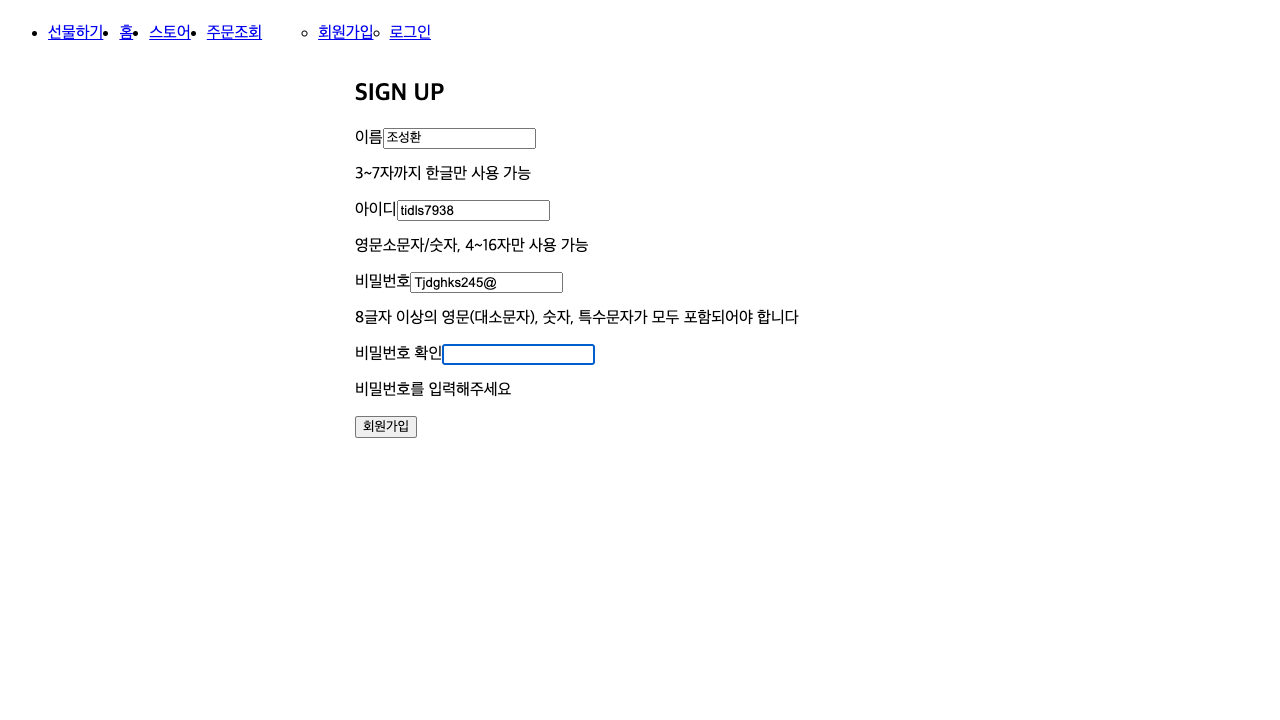 선물하기 홈 스토어 주문조회 회원가입 로그인
SIGN UP
이름 조성환
3~7자까지 한글만 사용 가능
아이디 tidls7938
영문소문자/숫자, 4~16자만 사용 가능
비밀번호 Tjdghks245@
8글자 이상의 영문(대소문자), 숫자, 특수문자가 모두 포함되어야 합니다
비밀번호 확인
비밀번호를 입력해주세요
회원가입